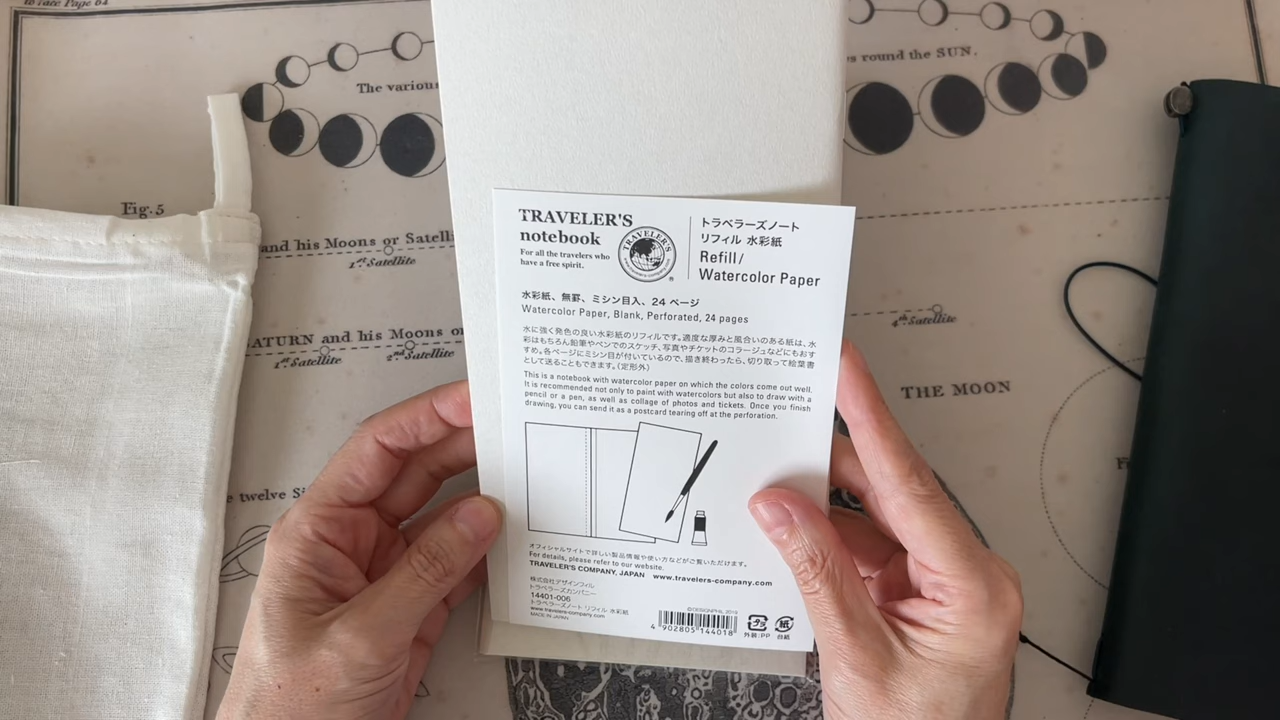 to face Page 64
The various
s round the SUN.
Fig. 5
and his Moons or Satelli
1st Satellite
ATURN and his Moons or
1st Satellite
2nd Satellite
4th Satellite
THE MOON
e twelve Si
TRAVELER'S
notebook
For all the travelers who
have a free spirit.
TRAVELER'S
トラベラーズノート
リフィル 水彩紙
Refill/
Watercolor Paper
水彩紙、無罫、ミシン目入、24 ページ
Watercolor Paper, Blank, Perforated, 24 pages
水に強く発色の良い水彩紙のリフィルです。適度な厚みと風合いのある紙は、水
彩はもちろん鉛筆やペンでのスケッチ、写真やチケットのコラージュなどにもおす
すめ。各ページにミシン目が付いているので、描き終わったら、切り取って絵葉書
として送ることもできます。(定形外)
This is a notebook with watercolor paper on which the colors come out well.
It is recommended not only to paint with watercolors but also to draw with a
pencil or a pen, as well as collage of photos and tickets. Once you finish
drawing, you can send it as a postcard tearing off at the perforation.
オフィシャルサイトで詳しい製品情報や使い方などがご覧いただけます。
For details, please refer to our website.
TRAVELER'S COMPANY, JAPAN www.travelers-company.com
株式会社デザインフィル
トラベラーズカンパニー
14401-006
トラベラーズノート リフィル 水彩紙
www.travelers-company.com
MADE IN JAPAN
©DESIGNPHIL 2019
4 902805 144018
プラ
外装:PP
紙
台紙